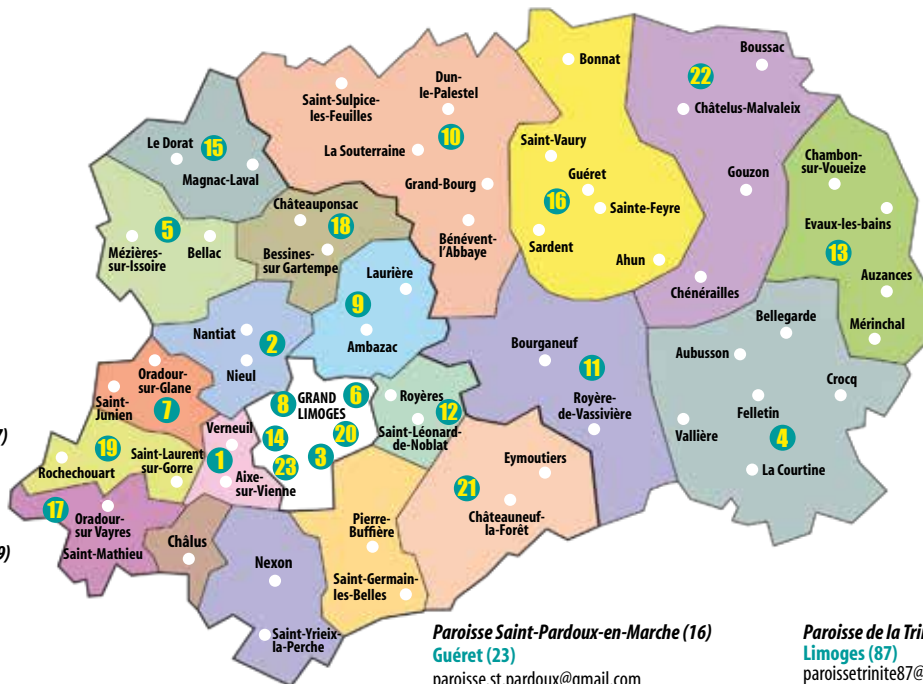 Bonnat
Boussac
22
Dun-
le-Palestel
Saint-Sulpice-
les-Feuilles
Châtelus-Malvaleix
10
Le Dorat
15
La Souterraine
Saint-Vaury
Chambon-
sur-Voueize
Magnac-Laval
Guéret
Gouzon
Grand-Bourg
16
Sainte-Feyre
Châteauponsac
Evaux-les-bains
5
18
Sardent
Mézières-
sur-Issoire
Bellac
Bessines-
sur Gartempe
Bénévent-
l'Abbaye
13
Ahun
Laurière
Auzances
Chénérailles
9
Nantiat
2
Ambazac
Bellegarde
Mérinchal
Bourganeuf
11
Aubusson
Nieul
Oradour-
sur-Glane
Crocq
Saint-
Junien
7
8
GRAND
LIMOGES
6
Royères
12
Royère-
de-Vassivière
Felletin
Verneuil
14
20
Saint-Léonard-
de-Noblat
Vallière
4
7)
19
Saint-Laurent
sur-Gorre
1
3
23
Eymoutiers
La Courtine
Rochechouart
Aixe-
sur-Vienne
21
17
Châteauneuf-
la-Forêt
Oradour-
sur Vayres
Pierre-
Buffière
Châlus
Saint-Mathieu
9)
Nexon
Saint-Germain-
les-Belles
Saint-Yrieix-
la-Perche
Paroisse Saint-Pardoux-en-Marche (16)
Guéret (23)
paroisse.st.pardoux@gmail.com
Paroisse de la Trin
Limoges (87)
paroissetrinite87@